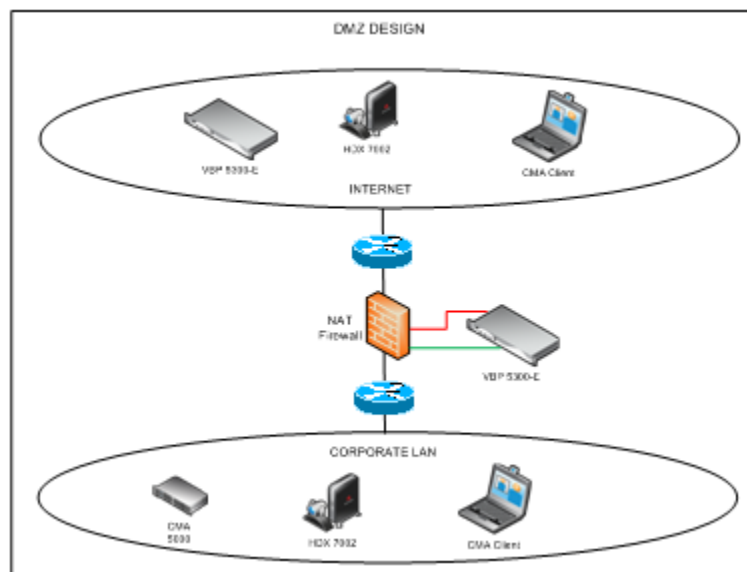 DMZ DESIGN
VBP 5300-E
HDX 7002
CMA Client
INTERNET
NAT
Firewall
VBP 5300-E
CORPORATE LAN
CMA
5000
HDX 7002
CMA Client